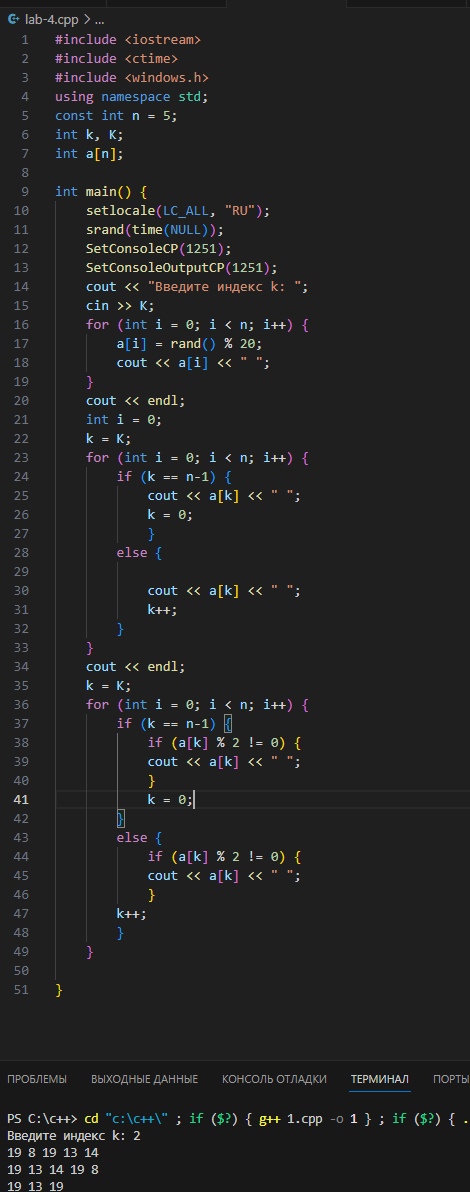 lab-4.cpp > ...
1 #include <iostream>
2 #include <ctime>
3 #include <windows.h>
4 using namespace std;
5 const int n = 5;
6 int k, K;
7 int a[n];
8
9 int main() {
10 setlocale(LC_ALL, "RU");
11 srand(time(NULL));
12 SetConsoleCP(1251);
13 SetConsoleOutputCP(1251);
14 cout << "Введите индекс k: ";
15 cin >> K;
16 for (int i = 0; i < n; i++) {
17 a[i] = rand() % 20;
18 cout << a[i] << " ";
19 }
20 cout << endl;
21 int i = 0;
22 k = K;
23 for (int i = 0; i < n; i++) {
24 if (k == n-1) {
25 cout << a[k] << " ";
26 k = 0;
27 }
28 else {
29
30 cout << a[k] << " ";
31 k++;
32 }
33 }
34 cout << endl;
35 k = K;
36 for (int i = 0; i < n; i++) {
37 if (k == n-1) {
38 if (a[k] % 2 != 0) {
39 cout << a[k] << " ";
40 }
41 k = 0;
42 }
43 else {
44 if (a[k] % 2 != 0) {
45 cout << a[k] << " ";
46 }
47 k++;
48 }
49 }
50
51 }
ПРОБЛЕМЫ ВЫХОДНЫЕ ДАННЫЕ КОНСОЛЬ ОТЛАДКИ ТЕРМИНАЛ ПОРТЫ
PS C:\c++> cd "c:\c++\" ; if ($?) { g++ 1.cpp -o 1 } ; if ($?) { .
Введите индекс k: 2
19 8 19 13 14
19 13 14 19 8
19 13 19